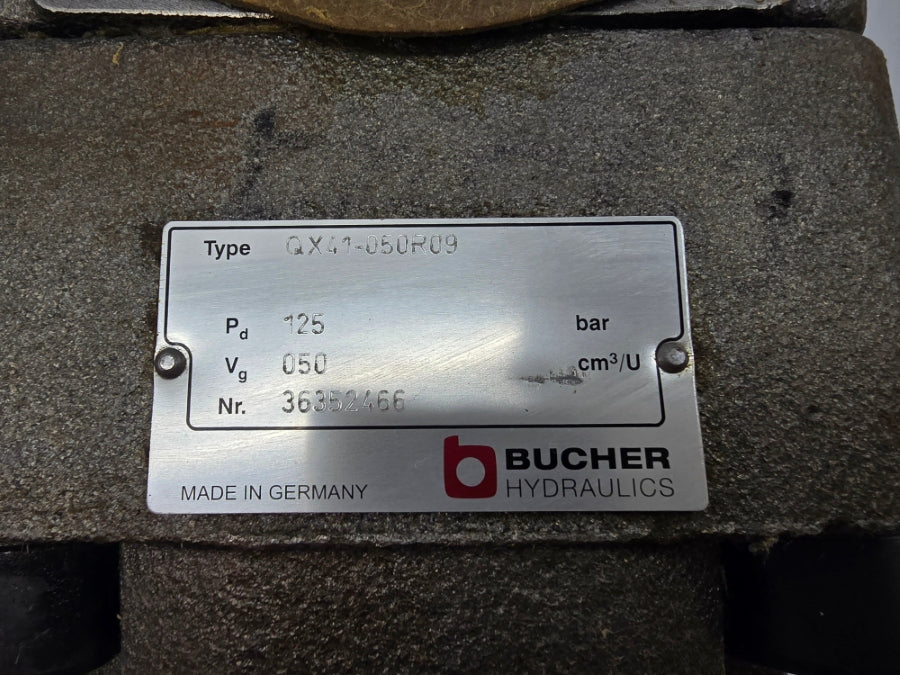 Type QX41-050R09
Pd 125 bar
Vg 050 cm³/U
Nr. 36352466
BUCHER
MADE IN GERMANY HYDRAULICS